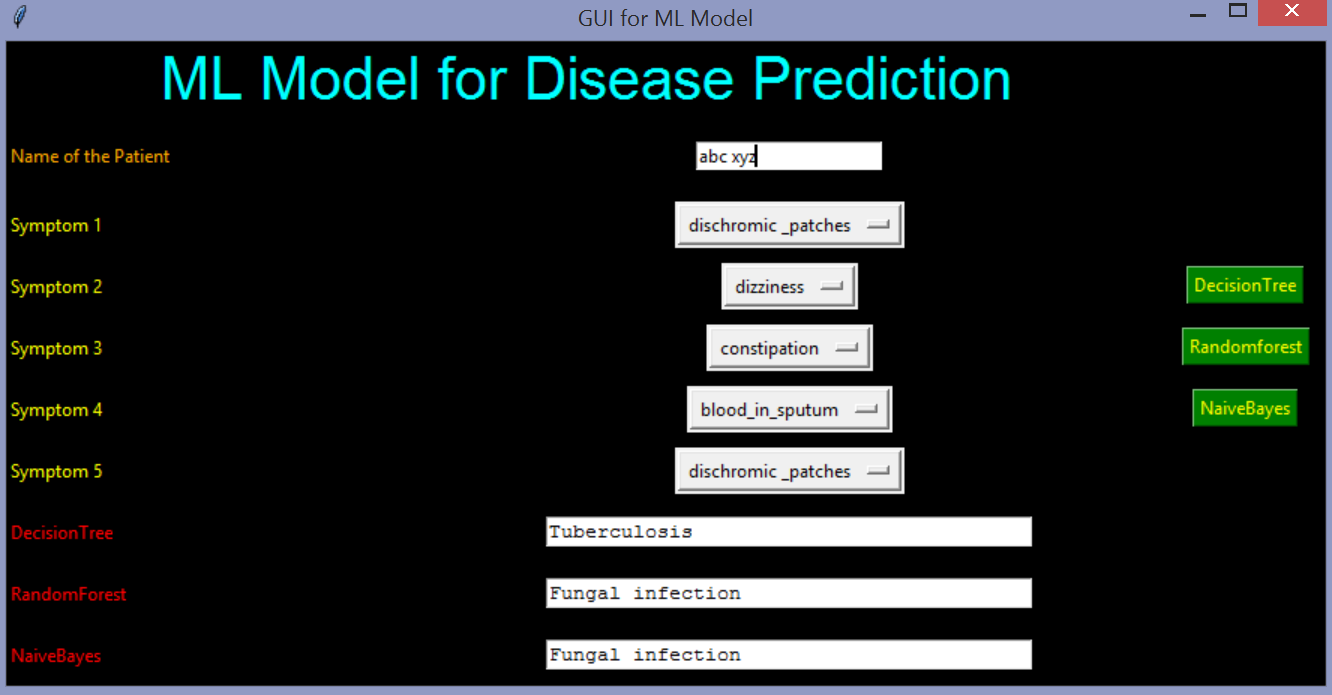 GUI for ML Model
ML Model for Disease Prediction
Name of the Patient abc xyz
Symptom 1 dischromic _patches
Symptom 2 dizziness DecisionTree
Symptom 3 constipation Randomforest
Symptom 4 blood_in_sputum NaiveBayes
Symptom 5 dischromic _patches
DecisionTree Tuberculosis
RandomForest Fungal infection
NaiveBayes Fungal infection